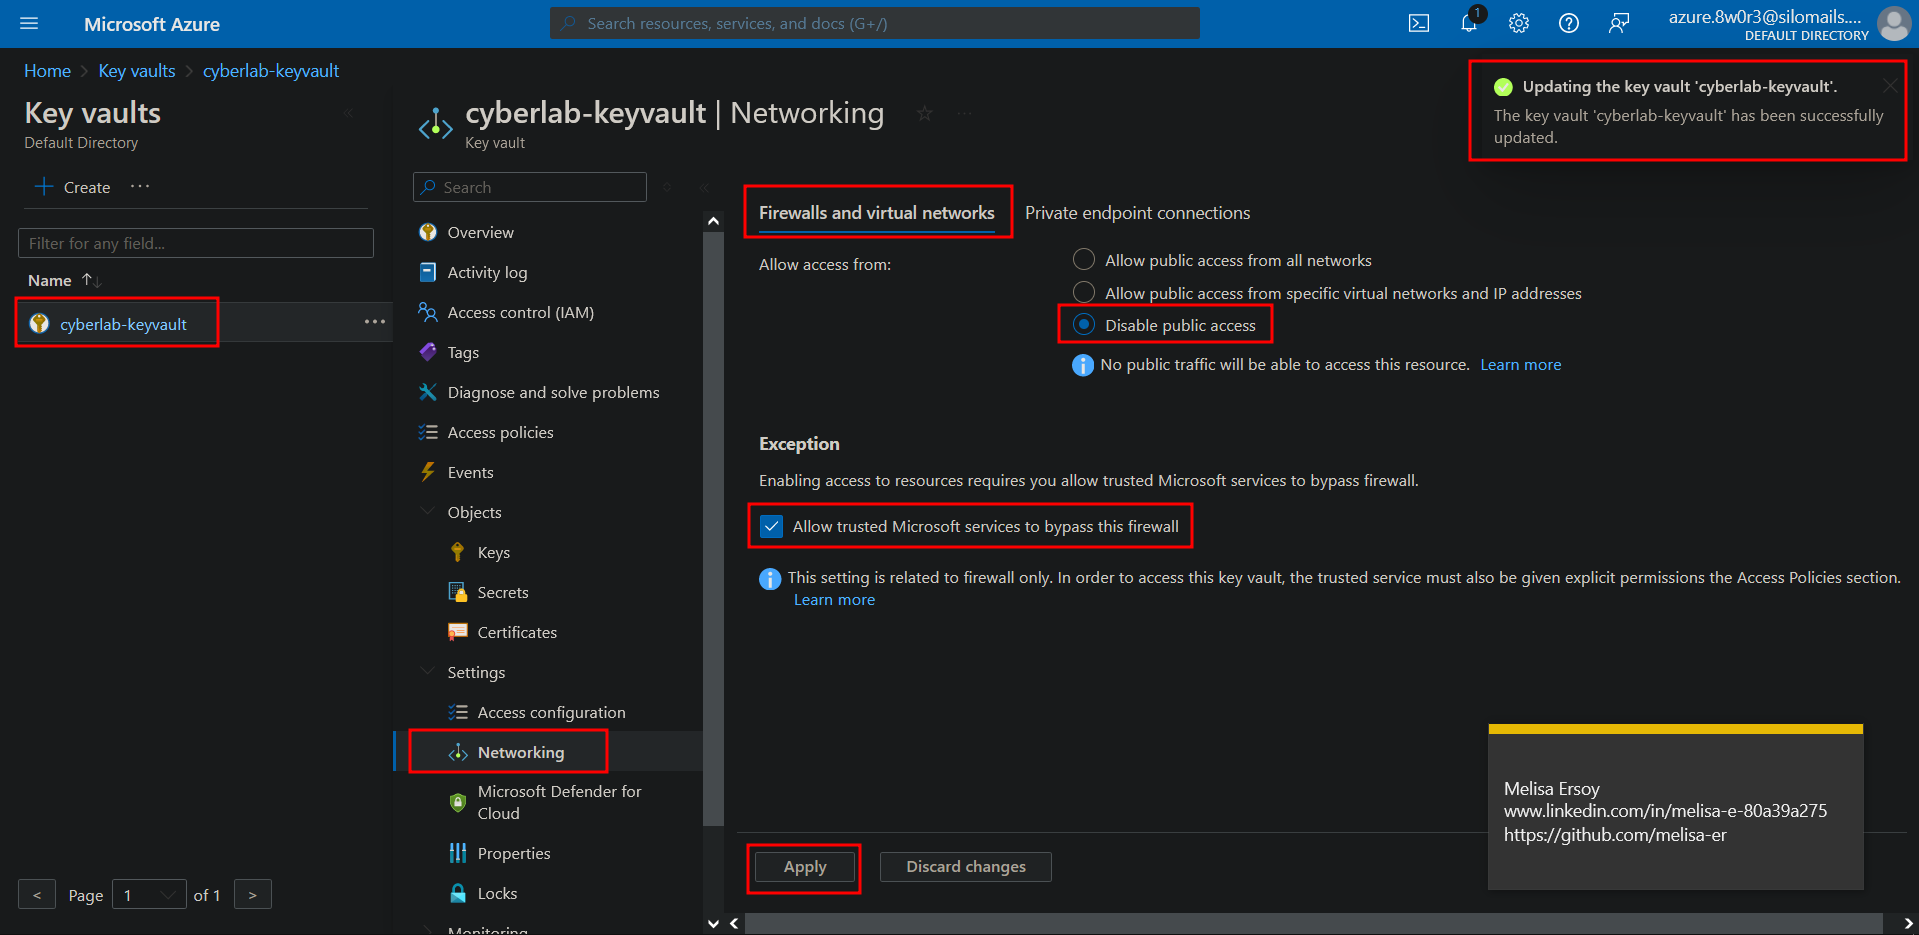 Microsoft Azure
Search resources, services, and docs (G+/)
1
azure.8w0r3@silomails....
DEFAULT DIRECTORY
Home > Key vaults > cyberlab-keyvault
Key vaults
Default Directory
Create
Filter for any field...
Name
cyberlab-keyvault
< Page 1 of 1 >
cyberlab-keyvault | Networking
Key vault
Search
Overview
Activity log
Access control (IAM)
Tags
Diagnose and solve problems
Access policies
Events
Objects
Keys
Secrets
Certificates
Settings
Access configuration
Networking
Microsoft Defender for
Cloud
Properties
Locks
Monitoring
Updating the key vault 'cyberlab-keyvault'.
The key vault 'cyberlab-keyvault' has been successfully
updated.
Firewalls and virtual networks Private endpoint connections
Allow access from:
Allow public access from all networks
Allow public access from specific virtual networks and IP addresses
Disable public access
No public traffic will be able to access this resource. Learn more
Exception
Enabling access to resources requires you allow trusted Microsoft services to bypass firewall.
Allow trusted Microsoft services to bypass this firewall
This setting is related to firewall only. In order to access this key vault, the trusted service must also be given explicit permissions the Access Policies section.
Learn more
Apply Discard changes
Melisa Ersoy
www.linkedin.com/in/melisa-e-80a39a275
https://github.com/melisa-er